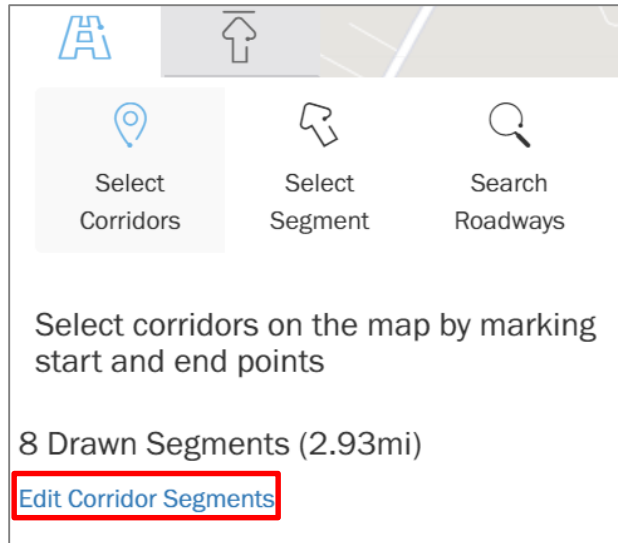 Select
Corridors
Select
Segment
Search
Roadways
Select corridors on the map by marking
start and end points
8 Drawn Segments (2.93mi)
Edit Corridor Segments